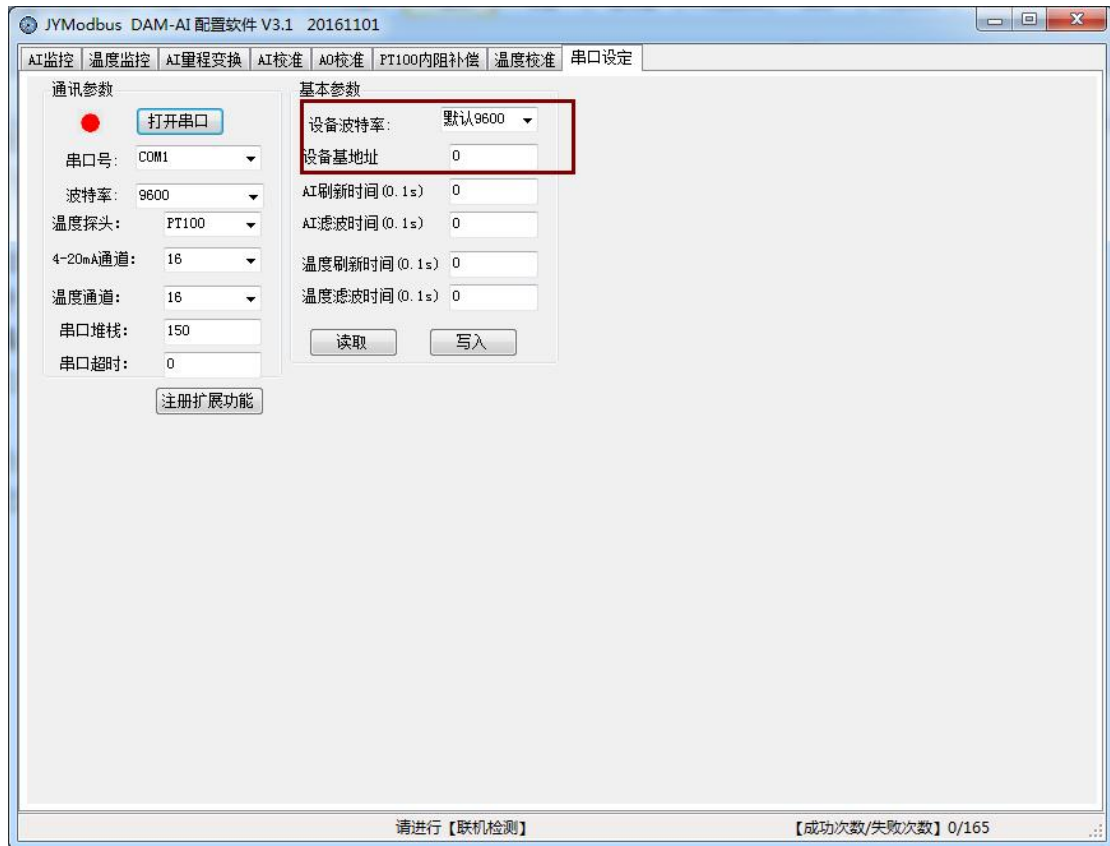 JYModbus DAM-AI 配置软件 V3.1 20161101
AI监控 温度监控 AI量程变换 AI校准 AO校准 PT100内阻补偿 温度校准 串口设定
通讯参数
打开串口
串口号: COM1
波特率: 9600
温度探头: PT100
4-20mA通道: 16
温度通道: 16
串口堆栈: 150
串口超时: 0
注册扩展功能
基本参数
设备波特率: 默认9600
设备基地址 0
AI刷新时间(0.1s) 0
AI滤波时间(0.1s) 0
温度刷新时间(0.1s) 0
温度滤波时间(0.1s) 0
读取 写入
请进行【联机检测】 【成功次数/失败次数】0/165